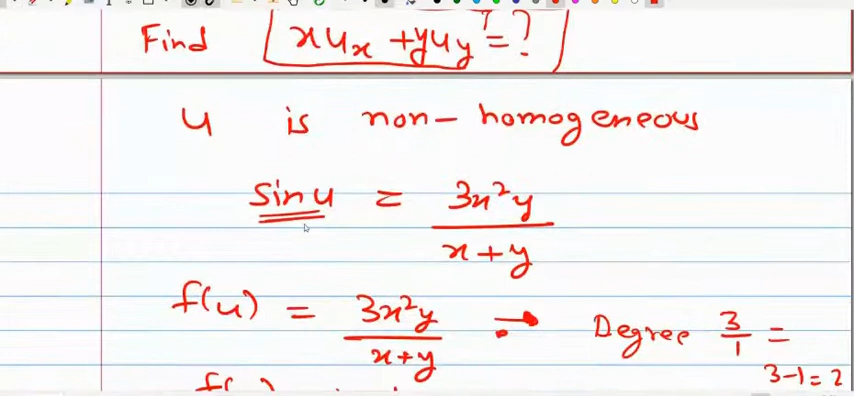 Find xux + yuy = ?
u is non-homogeneous
sin u = 3x²y / x+y
f(u) = 3x²y / x+y → Degree 3/1 =
3-1=2